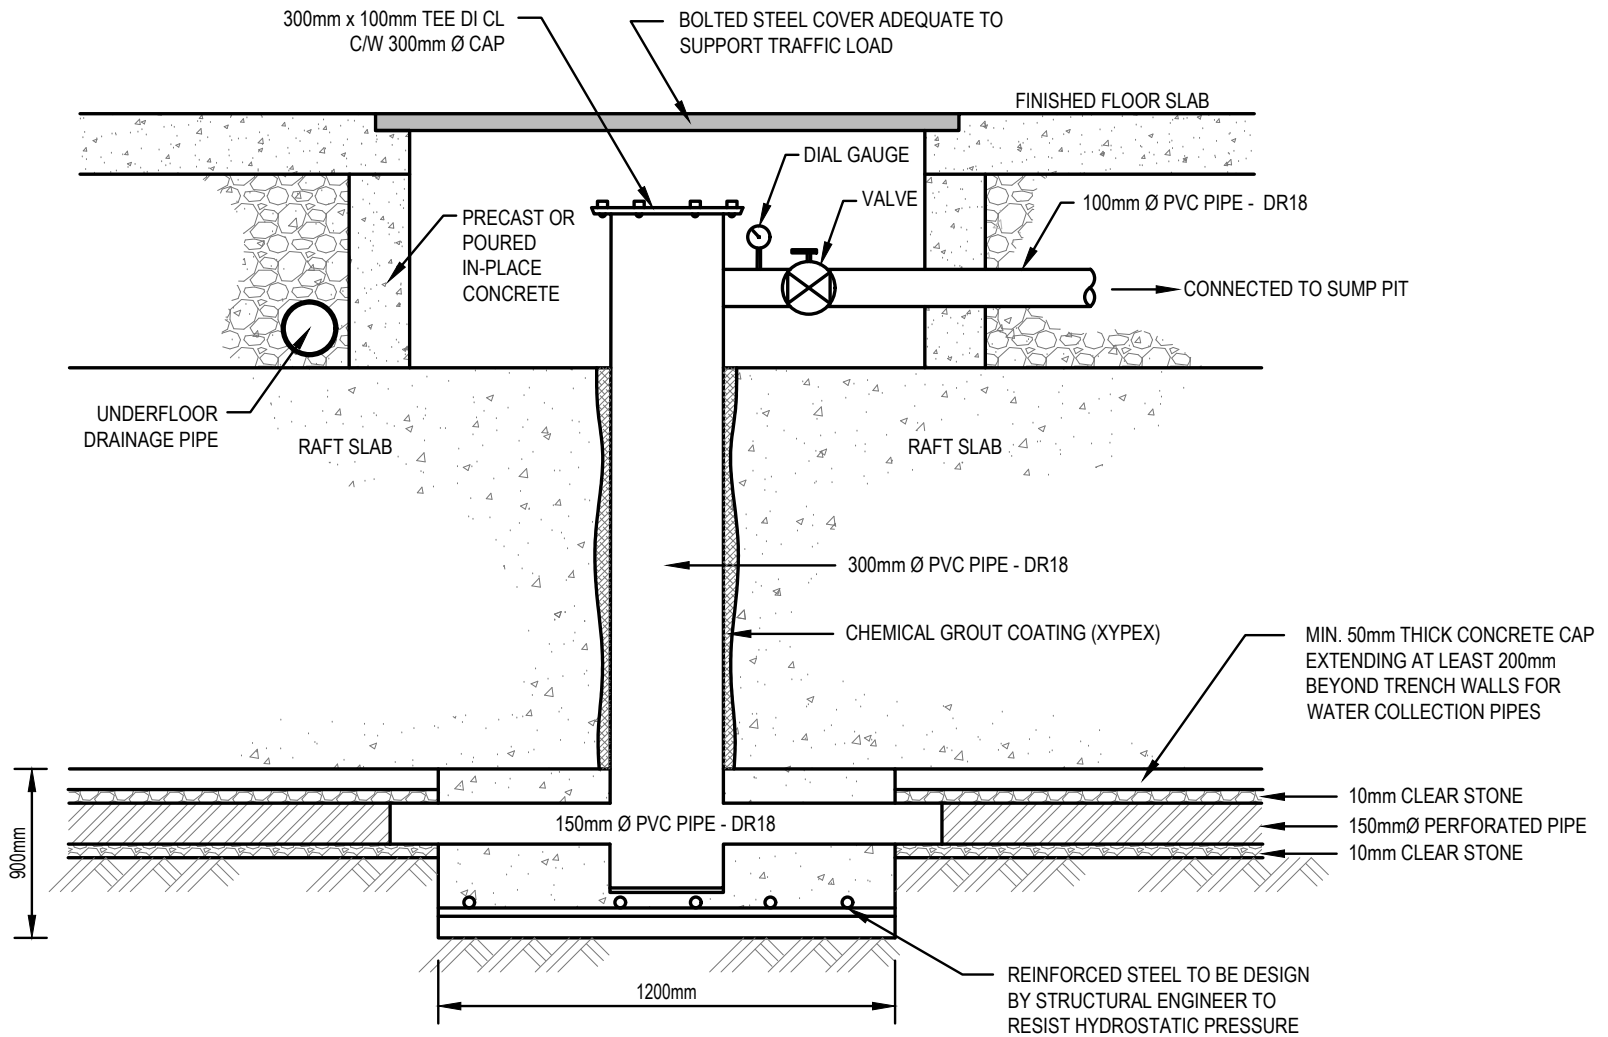 300mm x 100mm TEE DI CL
C/W 300mm Ø CAP
BOLTED STEEL COVER ADEQUATE TO
SUPPORT TRAFFIC LOAD
FINISHED FLOOR SLAB
DIAL GAUGE
VALVE
100mm Ø PVC PIPE - DR18
PRECAST OR
POURED
IN-PLACE
CONCRETE
CONNECTED TO SUMP PIT
UNDERFLOOR
DRAINAGE PIPE
RAFT SLAB
RAFT SLAB
300mm Ø PVC PIPE - DR18
CHEMICAL GROUT COATING (XYPEX)
MIN. 50mm THICK CONCRETE CAP
EXTENDING AT LEAST 200mm
BEYOND TRENCH WALLS FOR
WATER COLLECTION PIPES
10mm CLEAR STONE
150mm Ø PVC PIPE - DR18
150mmØ PERFORATED PIPE
10mm CLEAR STONE
900mm
1200mm
REINFORCED STEEL TO BE DESIGN
BY STRUCTURAL ENGINEER TO
RESIST HYDROSTATIC PRESSURE